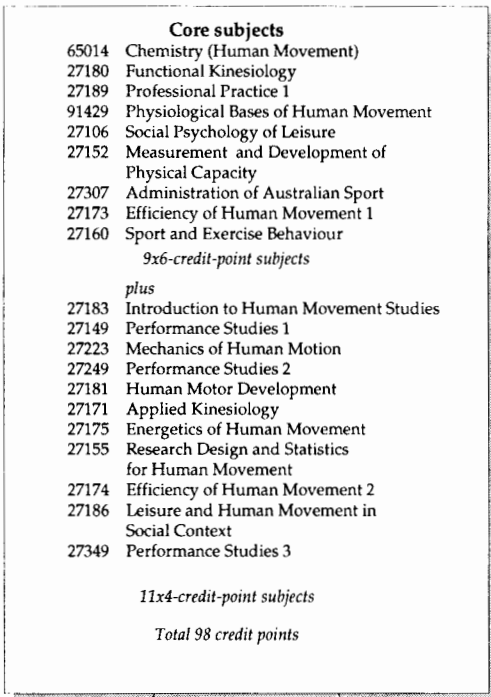 Core subjects
65014 Chemistry (Human Movement)
27180 Functional Kinesiology
27189 Professional Practice 1
91429 Physiological Bases of Human Movement
27106 Social Psychology of Leisure
27152 Measurement and Development of
Physical Capacity
27307 Administration of Australian Sport
27173 Efficiency of Human Movement 1
27160 Sport and Exercise Behaviour
9x6-credit-point subjects
plus
27183 Introduction to Human Movement Studies
27149 Performance Studies 1
27223 Mechanics of Human Motion
27249 Performance Studies 2
27181 Human Motor Development
27171 Applied Kinesiology
27175 Energetics of Human Movement
27155 Research Design and Statistics
for Human Movement
27174 Efficiency of Human Movement 2
27186 Leisure and Human Movement in
Social Context
27349 Performance Studies 3
11x4-credit-point subjects
Total 98 credit points